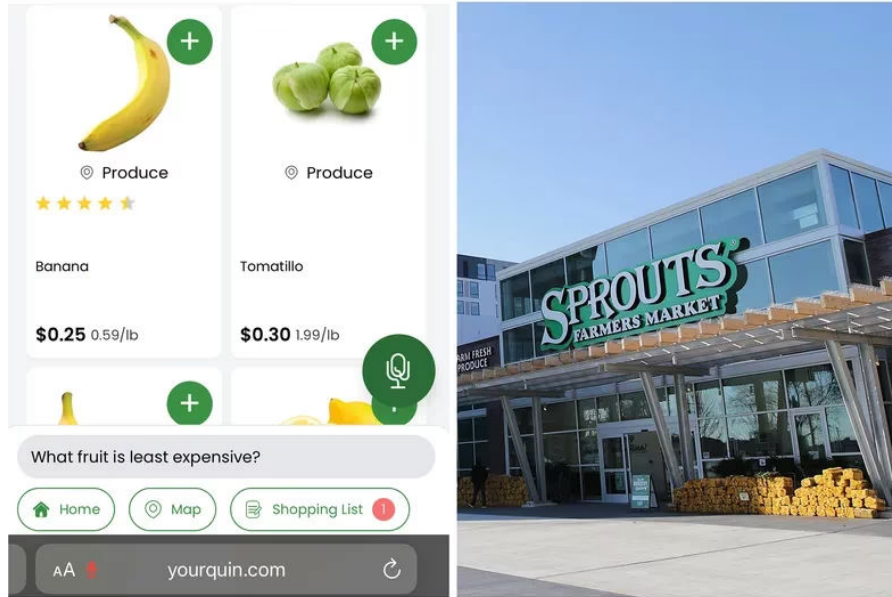 Produce
Produce
Banana
Tomatillo
$0.25 0.59/lb
$0.30 1.99/lb
What fruit is least expensive?
Home
Map
Shopping List 1
AA
yourquin.com
SPROUTS
®
FARMERS MARKET
FARM FRESH
PRODUCE